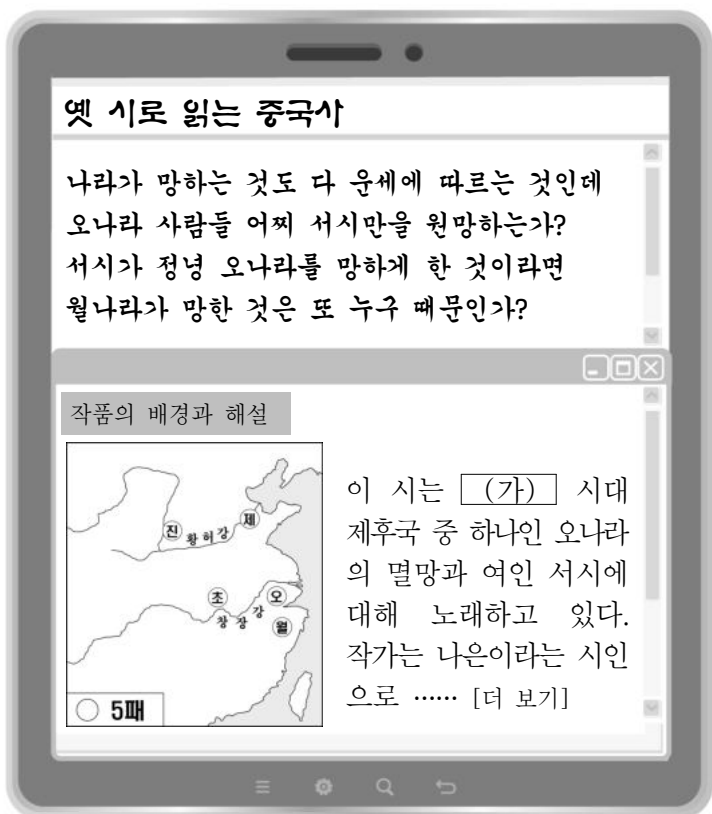 옛 시로 읽는 중국사
나라가 망하는 것도 다 운세에 따르는 것인데
오나라 사람들 어찌 서시만을 원망하는가?
서시가 정녕 오나라를 망하게 한 것이라면
월나라가 망한 것은 또 누구 때문인가?
작품의 배경과 해설
진
황허강
제
초
창장강
오
월
○ 5패
이 시는 (가) 시대
제후국 중 하나인 오나라
의 멸망과 여인 서시에
대해 노래하고 있다.
작가는 나은이라는 시인
으로 …… [더 보기]